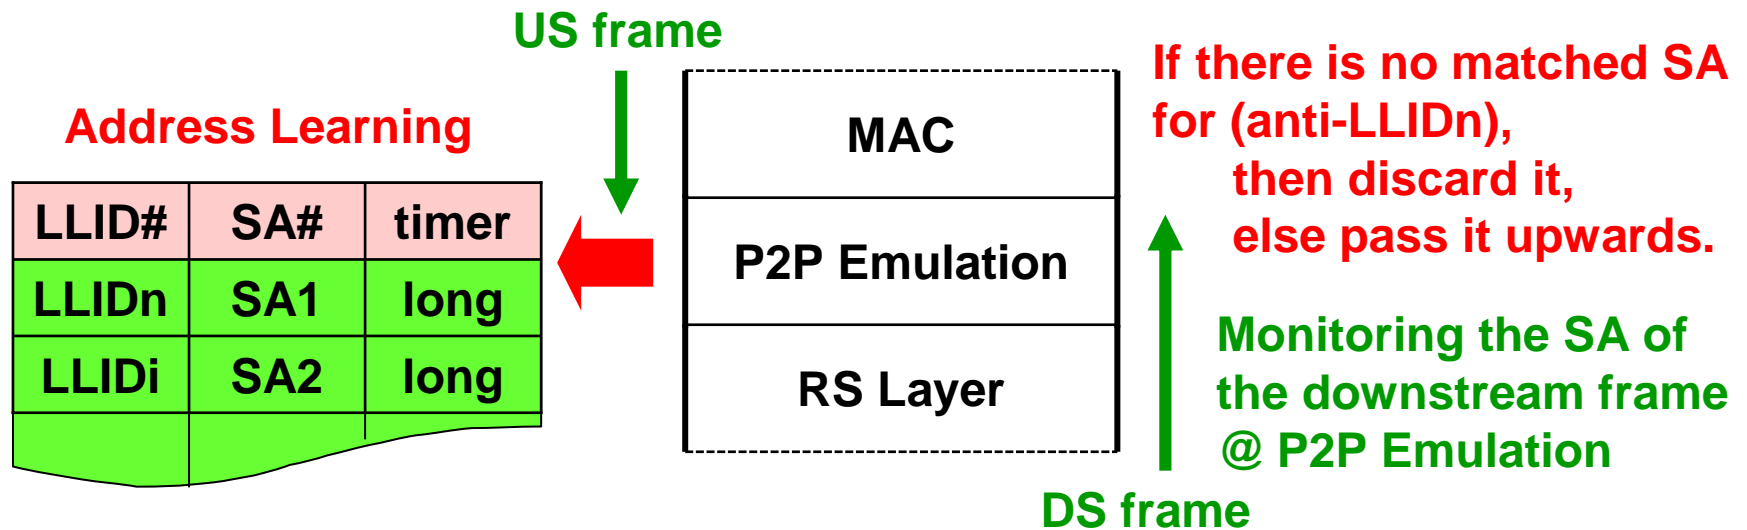 US frame
Address Learning
LLID# SA# timer
LLIDn SA1 long
LLIDi SA2 long
MAC
P2P Emulation
RS Layer
If there is no matched SA
for (anti-LLIDn),
then discard it,
else pass it upwards.
Monitoring the SA of
the downstream frame
@ P2P Emulation
DS frame